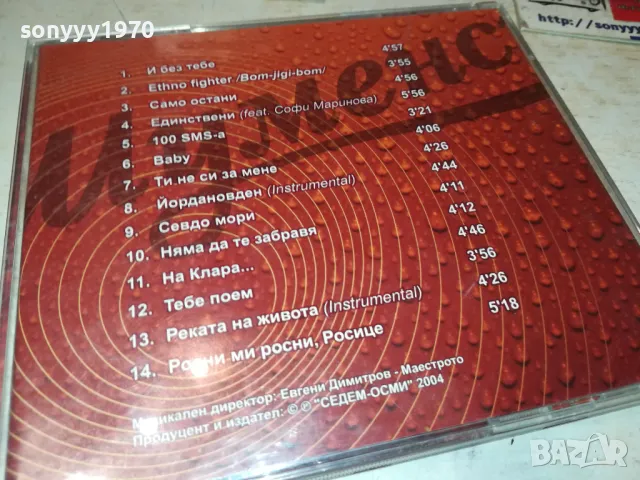 sonyyy1970
http://sonyyy
Иуменс
1. И без тебе 4'57
2. Ethno fighter /Bom-jigi-bom/ 3'55
3. Само остани 4'56
4. Единствени (feat. Софи Маринова) 5'56
5. 100 SMS-a 3'21
6. Baby 4'06
7. Ти не си за мене 4'26
8. Йордановден (Instrumental) 4'44
9. Севдо мори 4'11
10. Няма да те забравя 4'12
11. На Клара... 4'46
12. Тебе поем 3'56
13. Реката на живота (Instrumental) 4'26
14. Росни ми росни, Росице 5'18
Музикален директор: Евгени Димитров - Маестрото
Продуцент и издател: © ℗ "СЕДЕМ-ОСМИ" 2004
BAZAR
bg